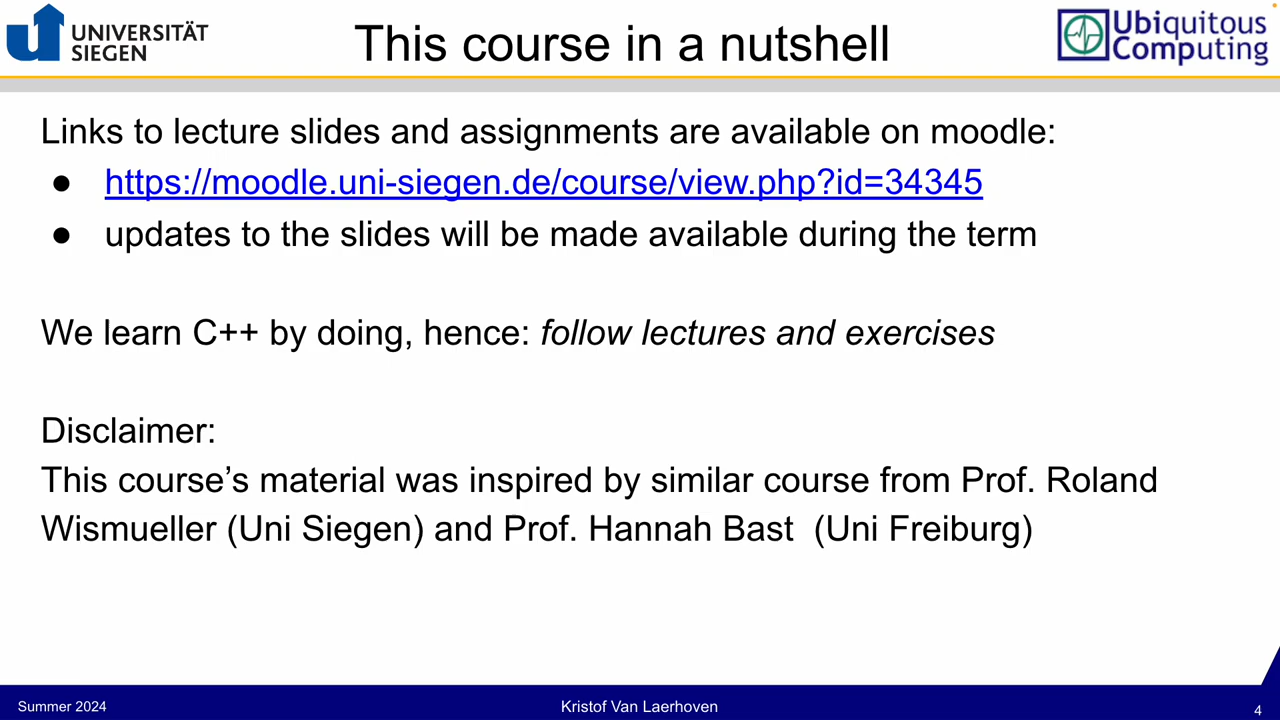 UNIVERSITÄT
SIEGEN
This course in a nutshell
Ubiquitous
Computing
Links to lecture slides and assignments are available on moodle:
● https://moodle.uni-siegen.de/course/view.php?id=34345
● updates to the slides will be made available during the term
We learn C++ by doing, hence: follow lectures and exercises
Disclaimer:
This course’s material was inspired by similar course from Prof. Roland
Wismueller (Uni Siegen) and Prof. Hannah Bast (Uni Freiburg)
Summer 2024
Kristof Van Laerhoven
4